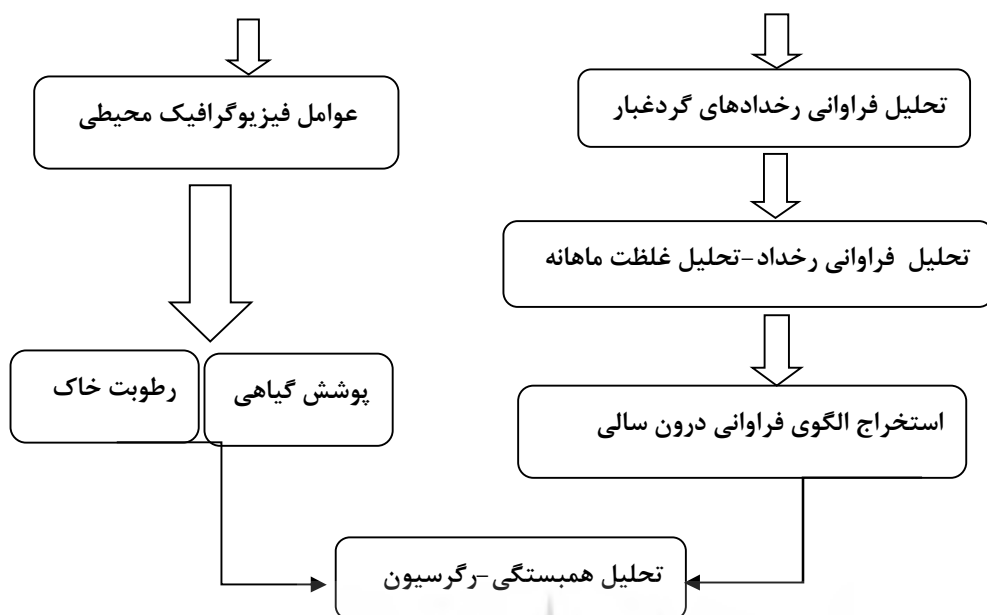 تحلیل فراوانی رخدادهای گردغبار
عوامل فیزیوگرافیک محیطی
تحلیل فراوانی رخداد-تحلیل غلظت ماهانه
پوشش گیاهی
رطوبت خاک
استخراج الگوی فراوانی درون سالی
تحلیل همبستگی-رگرسیون